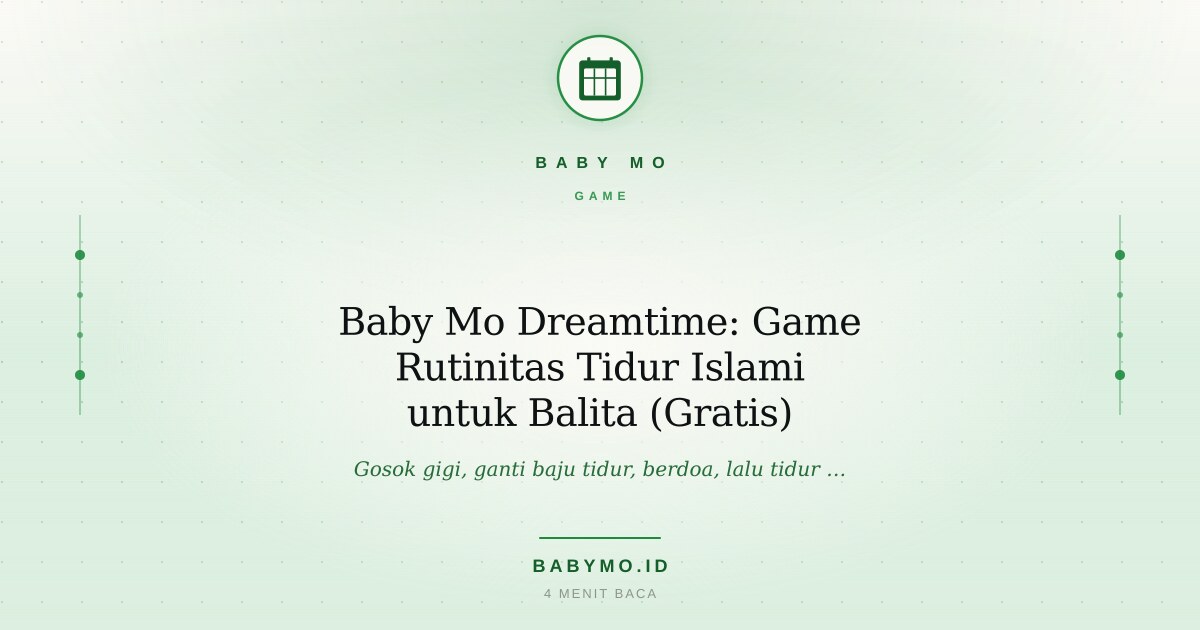 BABY MO
GAME
Baby Mo Dreamtime: Game
Rutinitas Tidur Islami
untuk Balita (Gratis)
Gosok gigi, ganti baju tidur, berdoa, lalu tidur ...
BABYMO.ID
4 MENIT BACA